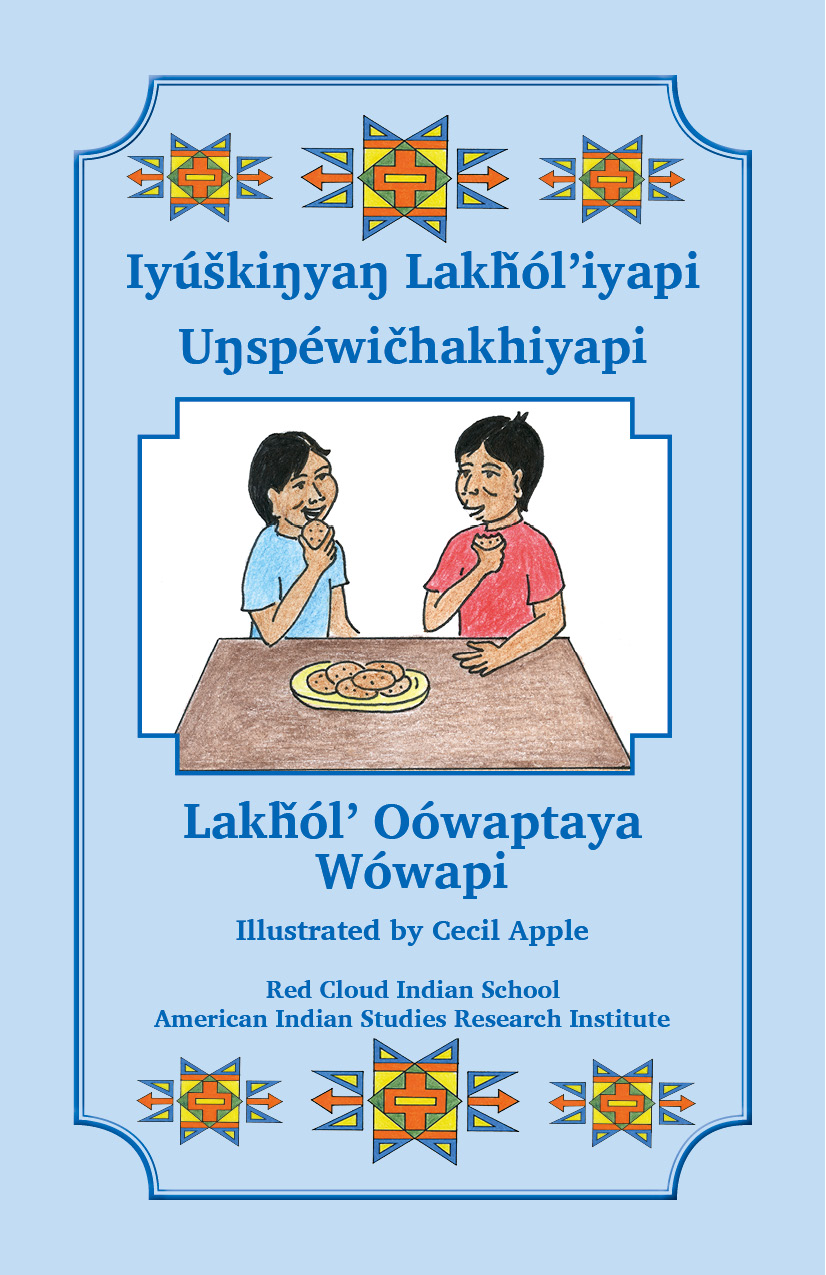 Iyúškiŋyaŋ Lakȟól’iyapi
Uŋspéwičhakhiyapi
Lakȟól’ Oówaptaya
Wówapi
Illustrated by Cecil Apple
Red Cloud Indian School
American Indian Studies Research Institute